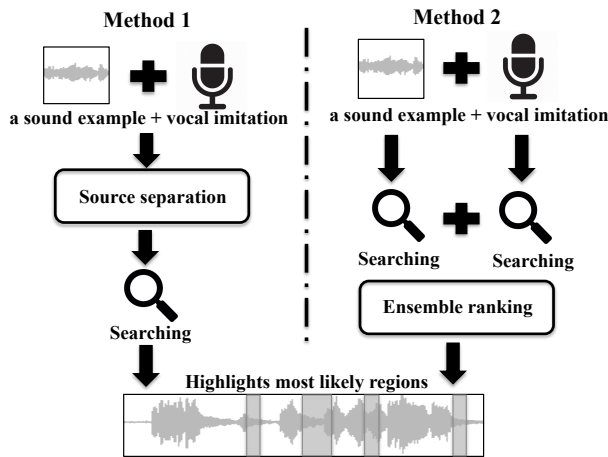 Method 1
a sound example + vocal imitation
Source separation
Searching
Method 2
a sound example + vocal imitation
Searching
Searching
Ensemble ranking
Highlights most likely regions